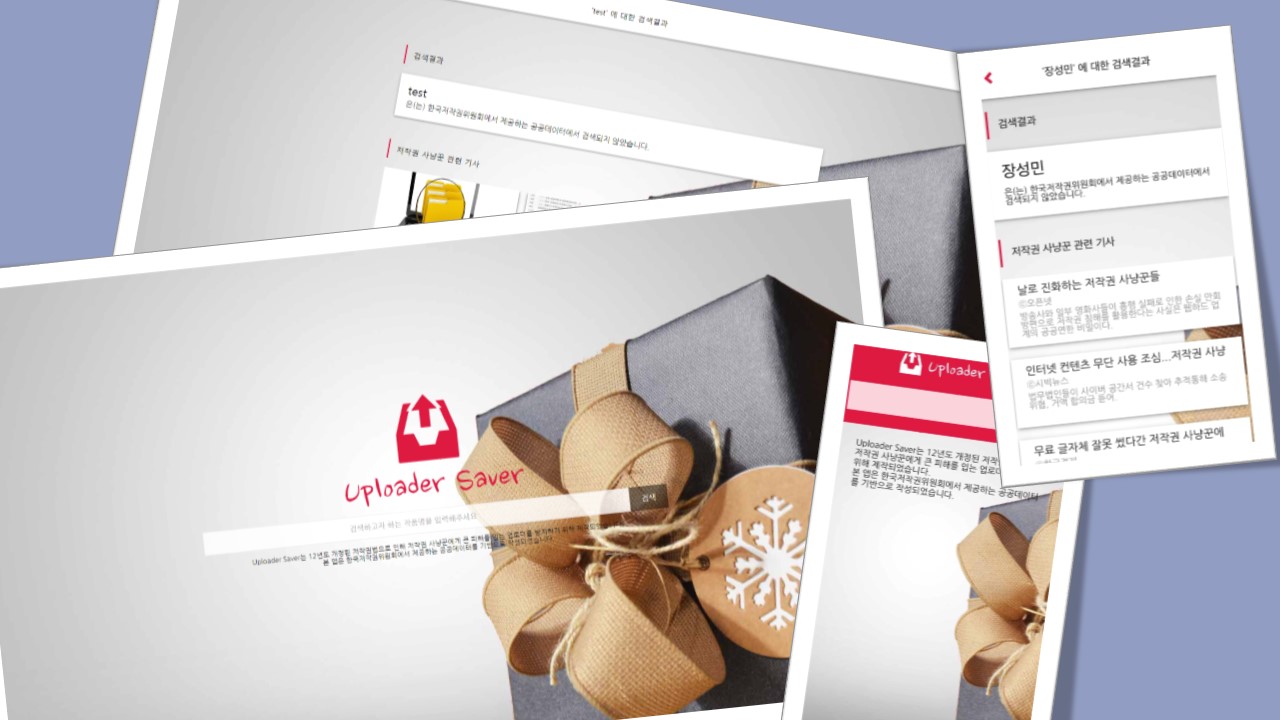 'test' 에 대한 검색결과
검색결과
test
은(는) 한국저작권위원회에서 제공하는 공공데이터에서 검색되지 않았습니다.
저작권 사냥꾼 관련 기사
'장성민' 에 대한 검색결과
검색결과
장성민
은(는) 한국저작권위원회에서 제공하는 공공데이터에서
검색되지 않았습니다.
저작권 사냥꾼 관련 기사
날로 진화하는 저작권 사냥꾼들
ⓒ오픈넷
방송사와 일부 영화사들이 흥행 실패로 인한 손실 만회
방편으로 저작권 침해를 활용한다는 사실은 웹하드 업
계의 공공연한 비밀이다.
인터넷 컨텐츠 무단 사용 조심...저작권 사냥
ⓒ시빅뉴스
법무법인들이 사이버 공간서 건수 찾아 추적통해 소송
위협, 거액 합의금 뜯어.
무료 글자체 잘못 썼다간 저작권 사냥꾼에
Uploader Saver
검색하고자 하는 저술명을 입력해주세요
검색
Uploader Saver는 12년도 개정된 저작권법으로 인해 저작권 사냥꾼에게 큰 피해를 입는 업로더를 방지하기 위해 제작되었습니다.
본 앱은 한국저작권위원회에서 제공하는 공공데이터를 기반으로 작성되었습니다.
Uploader
Uploader Saver는 12년도 개정된 저작
저작권 사냥꾼에게 큰 피해를 입는 업로더
위해 제작되었습니다.
본 앱은 한국저작권위원회에서 제공하는 공공데이터
를 기반으로 작성되었습니다.